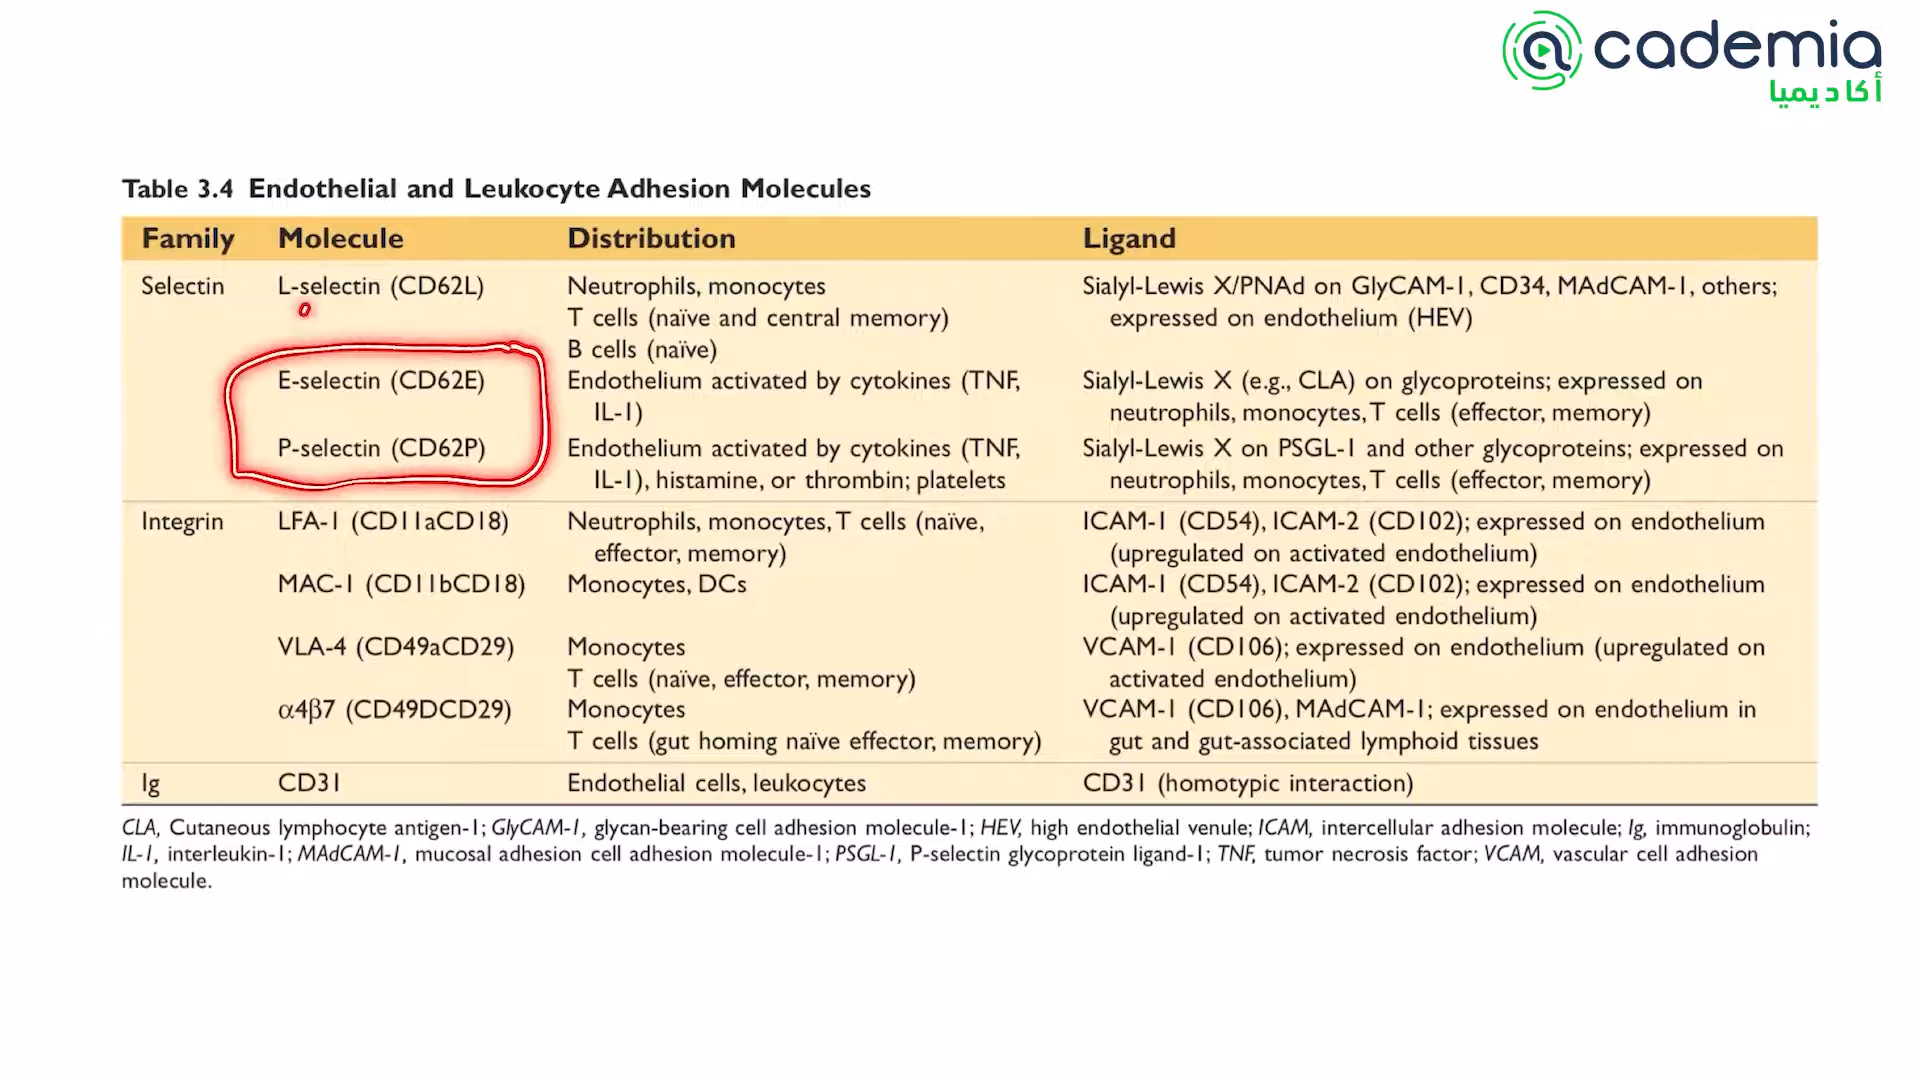 cademia
أكاديميا
Table 3.4 Endothelial and Leukocyte Adhesion Molecules
Family Molecule Distribution Ligand
Selectin L-selectin (CD62L) Neutrophils, monocytes Sialyl-Lewis X/PNAd on GlyCAM-1, CD34, MAdCAM-1, others;
T cells (naïve and central memory) expressed on endothelium (HEV)
B cells (naïve)
E-selectin (CD62E) Endothelium activated by cytokines (TNF, Sialyl-Lewis X (e.g., CLA) on glycoproteins; expressed on
IL-1) neutrophils, monocytes, T cells (effector, memory)
P-selectin (CD62P) Endothelium activated by cytokines (TNF, Sialyl-Lewis X on PSGL-1 and other glycoproteins; expressed on
IL-1), histamine, or thrombin; platelets neutrophils, monocytes, T cells (effector, memory)
Integrin LFA-1 (CD11aCD18) Neutrophils, monocytes, T cells (naïve, ICAM-1 (CD54), ICAM-2 (CD102); expressed on endothelium
effector, memory) (upregulated on activated endothelium)
MAC-1 (CD11bCD18) Monocytes, DCs ICAM-1 (CD54), ICAM-2 (CD102); expressed on endothelium
(upregulated on activated endothelium)
VLA-4 (CD49aCD29) Monocytes VCAM-1 (CD106); expressed on endothelium (upregulated on
T cells (naïve, effector, memory) activated endothelium)
α4β7 (CD49DCD29) Monocytes VCAM-1 (CD106), MAdCAM-1; expressed on endothelium in
T cells (gut homing naïve effector, memory) gut and gut-associated lymphoid tissues
Ig CD31 Endothelial cells, leukocytes CD31 (homotypic interaction)
CLA, Cutaneous lymphocyte antigen-1; GlyCAM-1, glycan-bearing cell adhesion molecule-1; HEV, high endothelial venule; ICAM, intercellular adhesion molecule; Ig, immunoglobulin;
IL-1, interleukin-1; MAdCAM-1, mucosal adhesion cell adhesion molecule-1; PSGL-1, P-selectin glycoprotein ligand-1; TNF, tumor necrosis factor; VCAM, vascular cell adhesion
molecule.